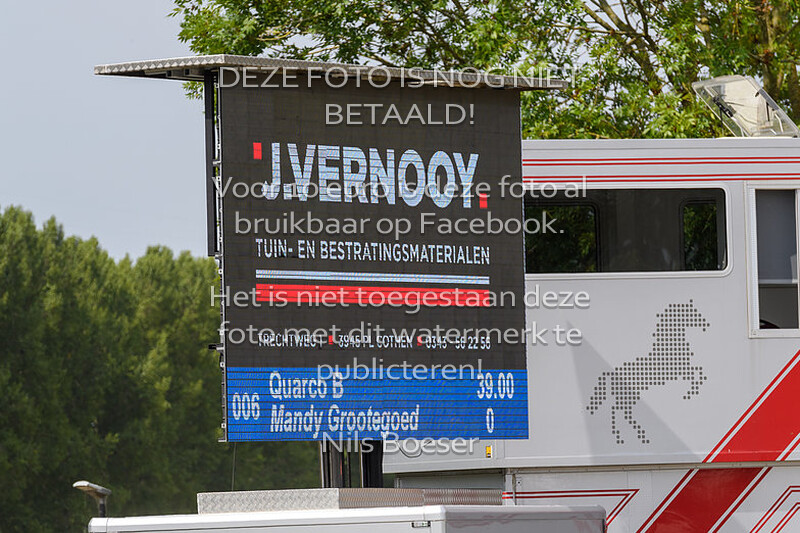 DEZE FOTO IS NOG NIET
BETAALD!
J.VERNOOY.
Voor € euro is deze foto al
bruikbaar op Facebook.
TUIN- EN BESTRATINGSMATERIALEN
Het is niet toegestaan deze
foto met dit watermerk te
publiceren!
COTHEN
Quarco B 39.00
006
Mandy Grootegoed 0
Nils Boeser